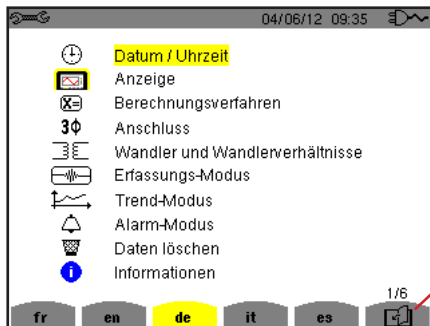 04/06/12 09:35
Datum / Uhrzeit
Anzeige
X= Berechnungsverfahren
3Φ Anschluss
Wandler und Wandlerverhältnisse
Erfassungs-Modus
Trend-Modus
Alarm-Modus
Daten löschen
i Informationen
1/6
fr en de it es